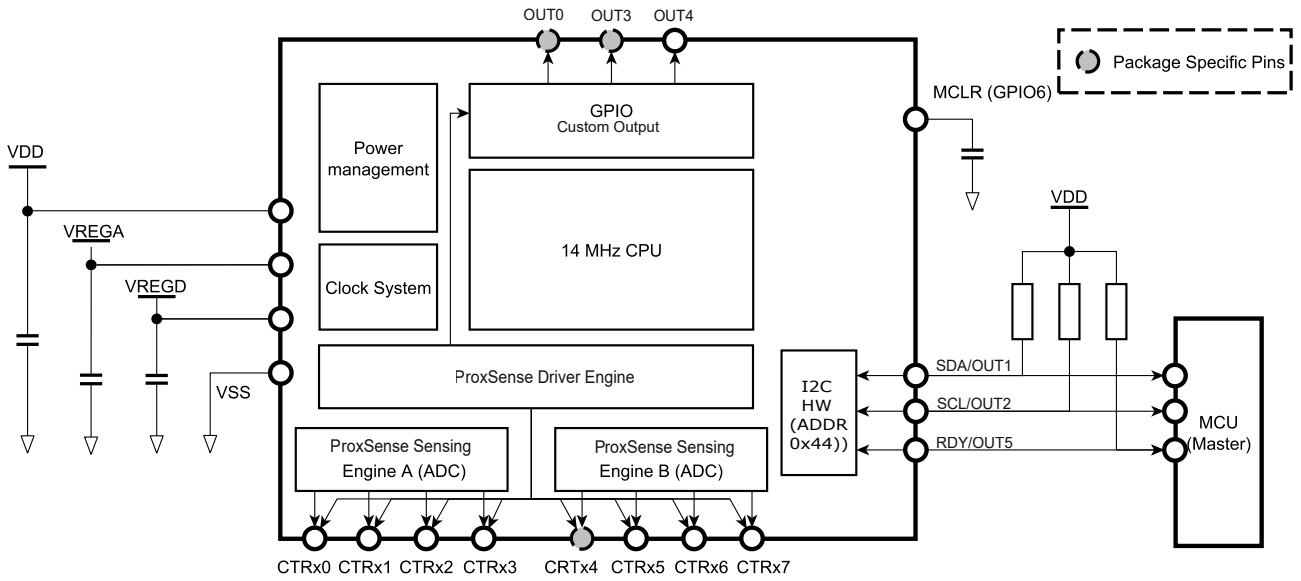 OUT0 OUT3 OUT4
Package Specific Pins
MCLR (GPIO6)
GPIO
Custom Output
Power
management
VDD
VREGA
VREGD
VSS
14 MHz CPU
Clock System
VDD
ProxSense Driver Engine
I2C
HW
(ADDR
0x44))
SDA/OUT1
SCL/OUT2
RDY/OUT5
MCU
(Master)
ProxSense Sensing
Engine A (ADC)
ProxSense Sensing
Engine B (ADC)
CTRx0 CTRx1 CTRx2 CTRx3 CRTx4 CTRx5 CTRx6 CTRx7